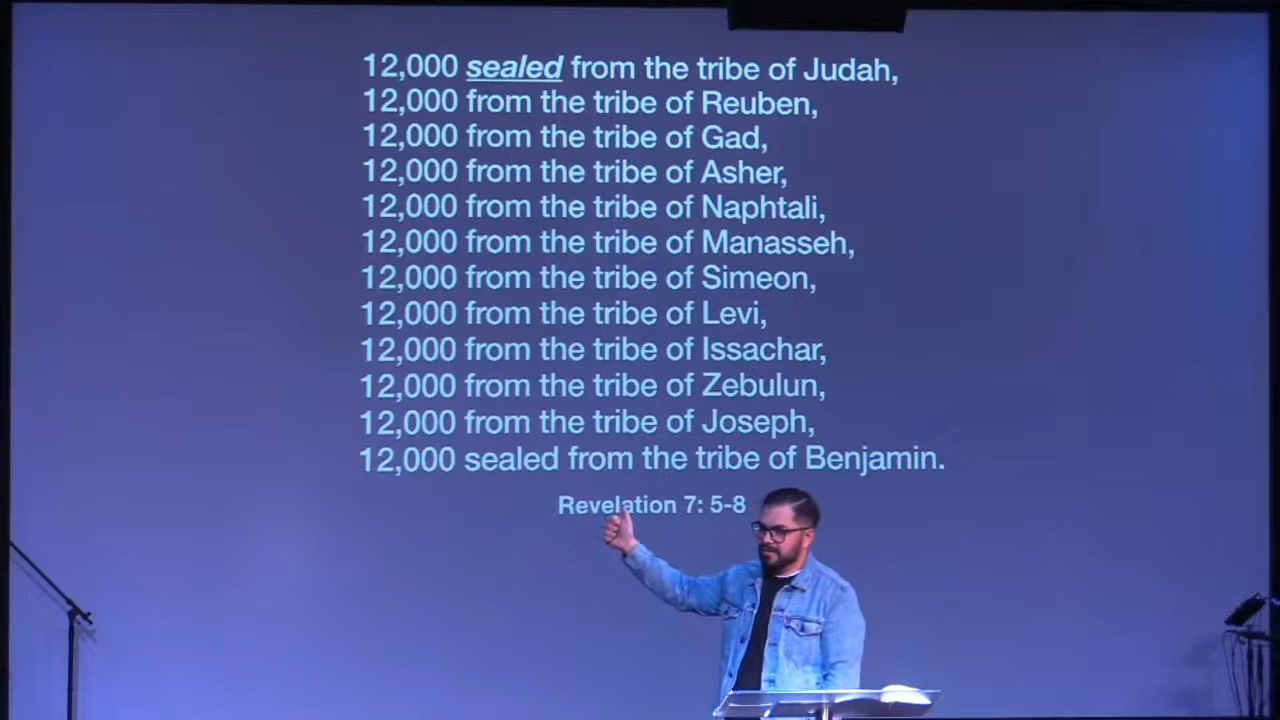 12,000 sealed from the tribe of Judah,
12,000 from the tribe of Reuben,
12,000 from the tribe of Gad,
12,000 from the tribe of Asher,
12,000 from the tribe of Naphtali,
12,000 from the tribe of Manasseh,
12,000 from the tribe of Simeon,
12,000 from the tribe of Levi,
12,000 from the tribe of Issachar,
12,000 from the tribe of Zebulun,
12,000 from the tribe of Joseph,
12,000 sealed from the tribe of Benjamin.
Revelation 7: 5-8